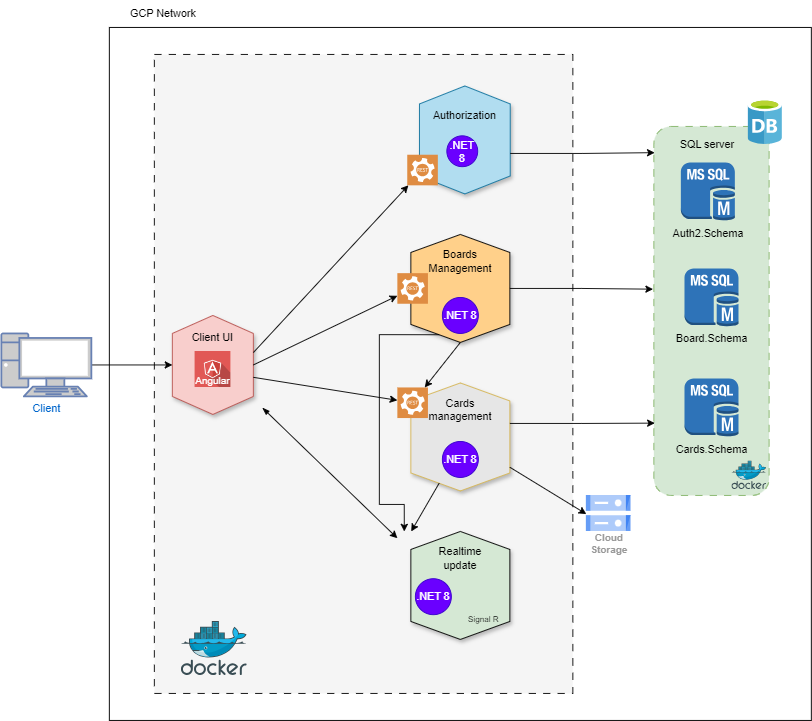 GCP Network
Authorization
.NET
8
REST
DB
SQL server
MS SQL
M
Auth2.Schema
Boards
Management
REST
.NET 8
MS SQL
M
Board.Schema
Client UI
Angular
Client
REST
Cards
management
.NET 8
MS SQL
M
Cards.Schema
docker
Cloud
Storage
Realtime
update
.NET 8
Signal R
docker